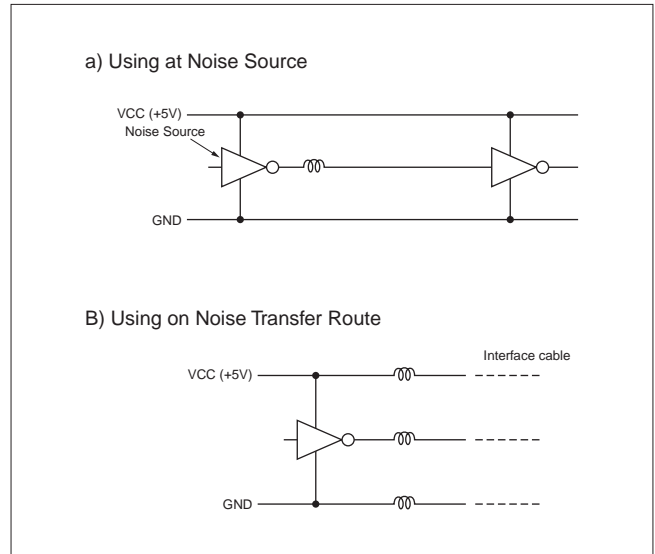 a) Using at Noise Source
VCC (+5V)
Noise Source
GND
B) Using on Noise Transfer Route
Interface cable
VCC (+5V)
GND